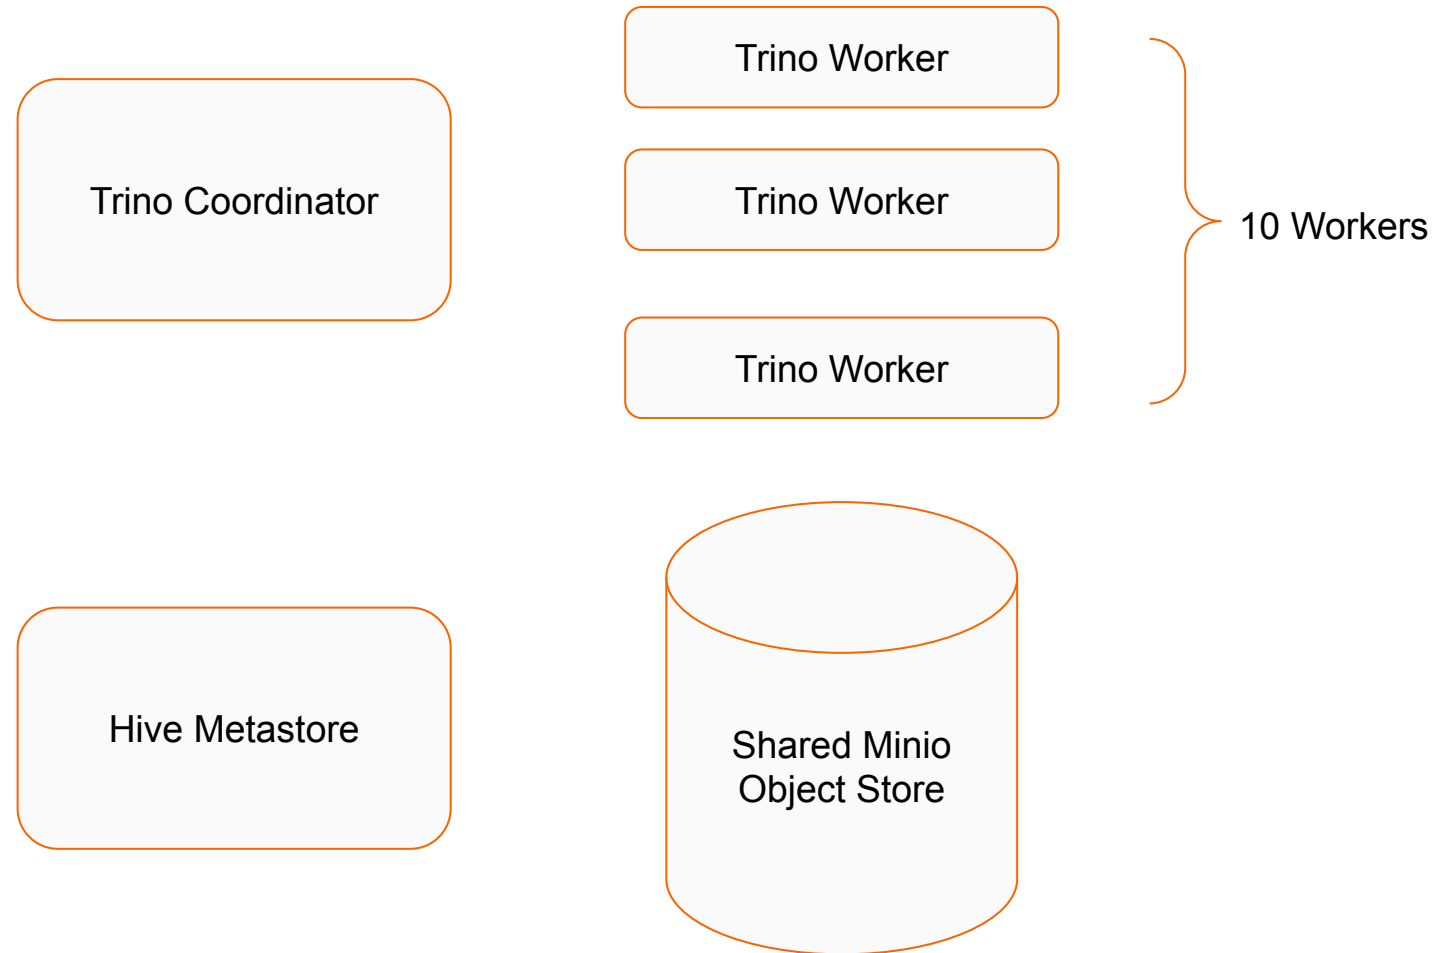 Trino Worker
Trino Coordinator
Trino Worker
10 Workers
Trino Worker
Hive Metastore
Shared Minio
Object Store